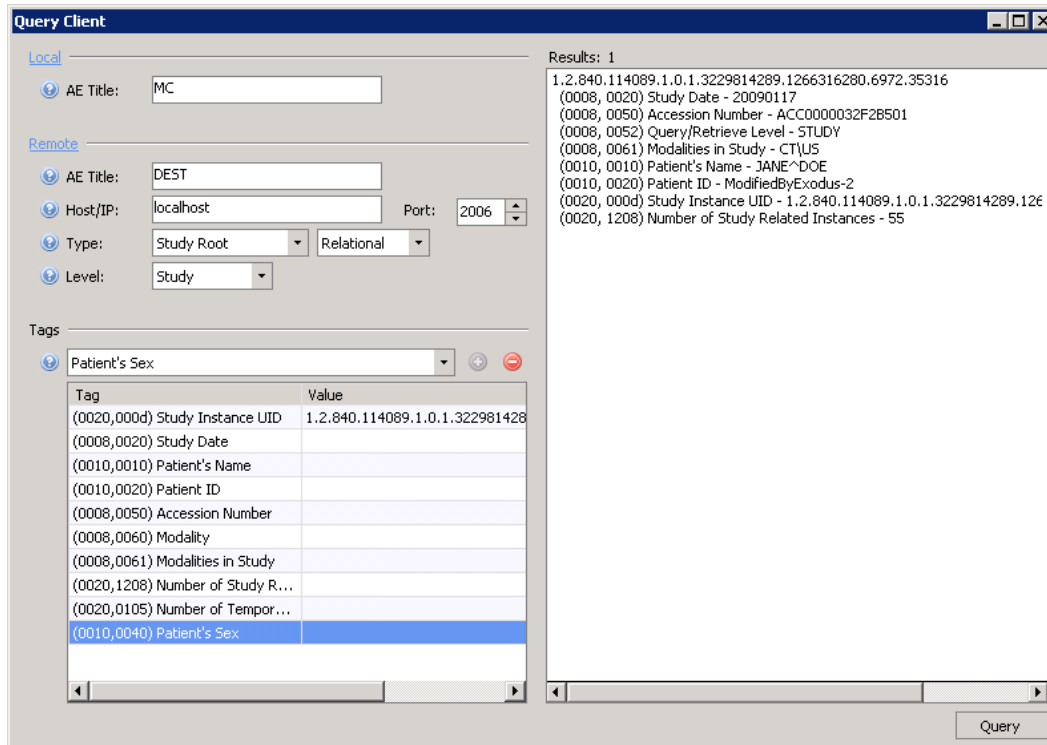 Query Client
Local
AE Title: MC
Remote
AE Title: DEST
Host/IP: localhost Port: 2006
Type: Study Root Relational
Level: Study
Tags
Patient's Sex
Tag Value
(0020,000d) Study Instance UID 1.2.840.114089.1.0.1.322981428
(0008,0020) Study Date
(0010,0010) Patient's Name
(0010,0020) Patient ID
(0008,0050) Accession Number
(0008,0060) Modality
(0008,0061) Modalities in Study
(0020,1208) Number of Study R...
(0020,0105) Number of Tempor...
(0010,0040) Patient's Sex
Results: 1
1.2.840.114089.1.0.1.3229814289.1266316280.6972.35316
(0008, 0020) Study Date - 20090117
(0008, 0050) Accession Number - ACC0000032F2B501
(0008, 0052) Query/Retrieve Level - STUDY
(0008, 0061) Modalities in Study - CT\US
(0010, 0010) Patient's Name - JANE^DOE
(0010, 0020) Patient ID - ModifiedByExodus-2
(0020, 000d) Study Instance UID - 1.2.840.114089.1.0.1.3229814289.126
(0020, 1208) Number of Study Related Instances - 55
Query